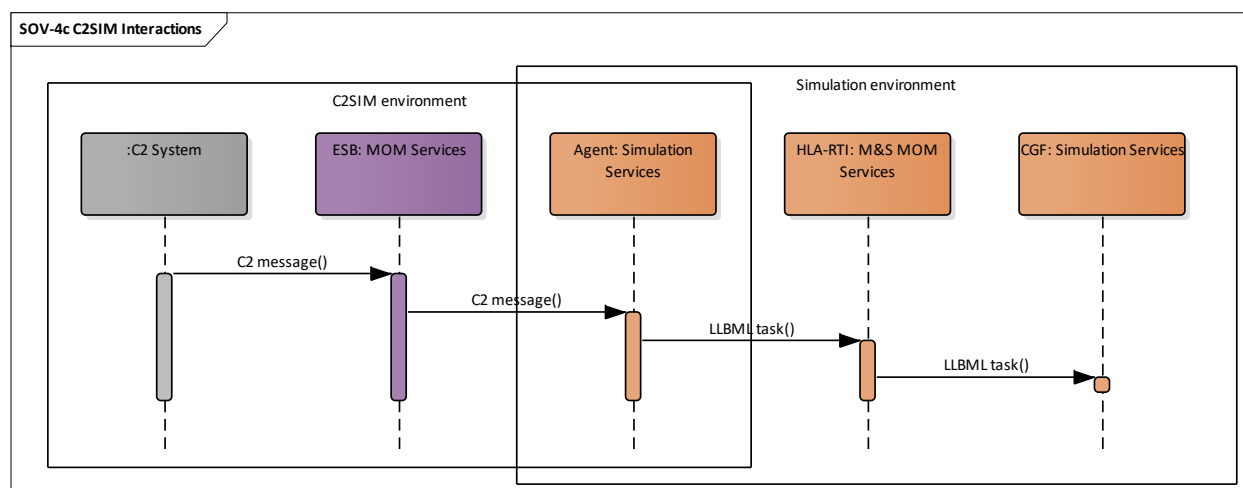 SOV-4c C2SIM Interactions
Simulation environment
C2SIM environment
:C2 System
ESB: MOM Services
Agent: Simulation
Services
HLA-RTI: M&S MOM
Services
CGF: Simulation Services
C2 message()
C2 message()
LLBML task()
LLBML task()